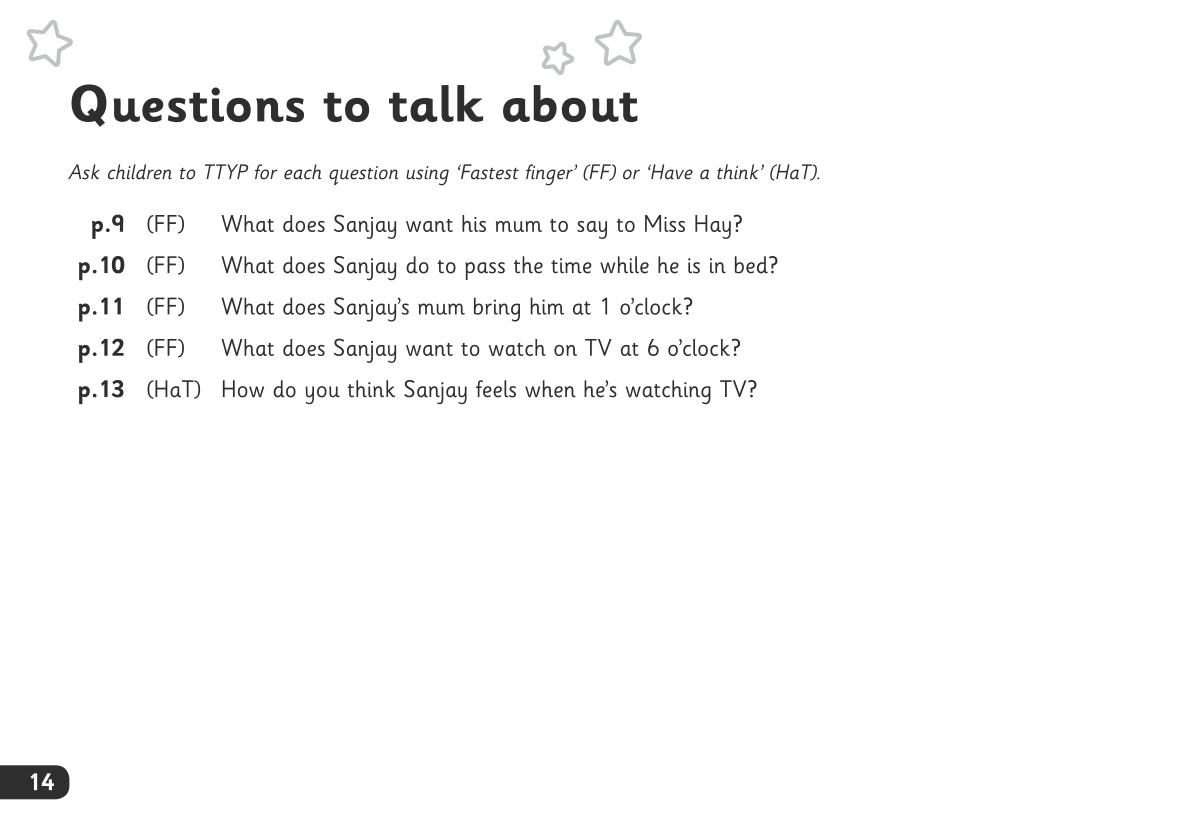 Questions to talk about
Ask children to TTYP for each question using ‘Fastest finger’ (FF) or ‘Have a think’ (HaT).
p.9 (FF) What does Sanjay want his mum to say to Miss Hay?
p.10 (FF) What does Sanjay do to pass the time while he is in bed?
p.11 (FF) What does Sanjay’s mum bring him at 1 o’clock?
p.12 (FF) What does Sanjay want to watch on TV at 6 o’clock?
p.13 (HaT) How do you think Sanjay feels when he’s watching TV?
14